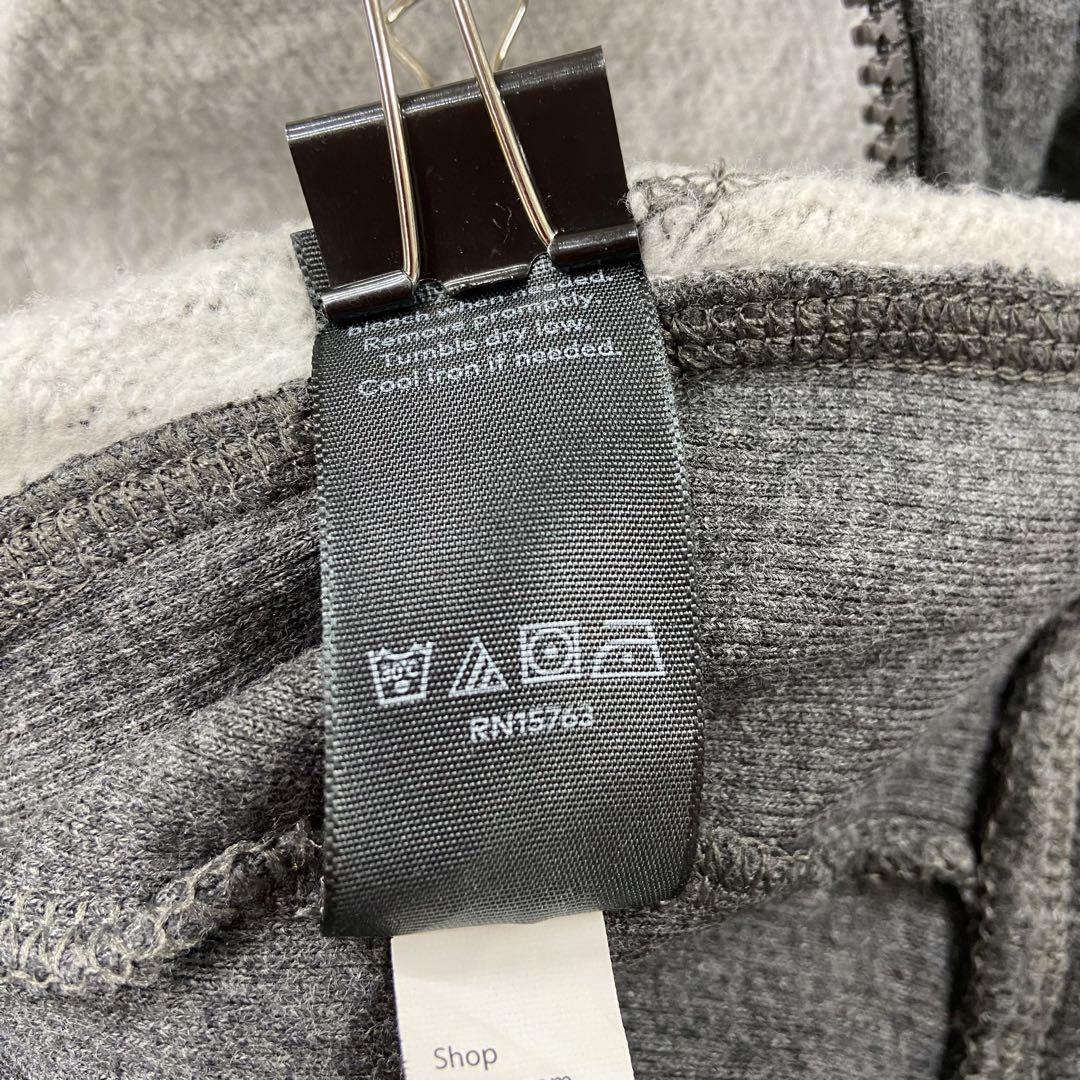 Remove promptly
Tumble dry low.
Cool iron if needed.
RN15763
Shop